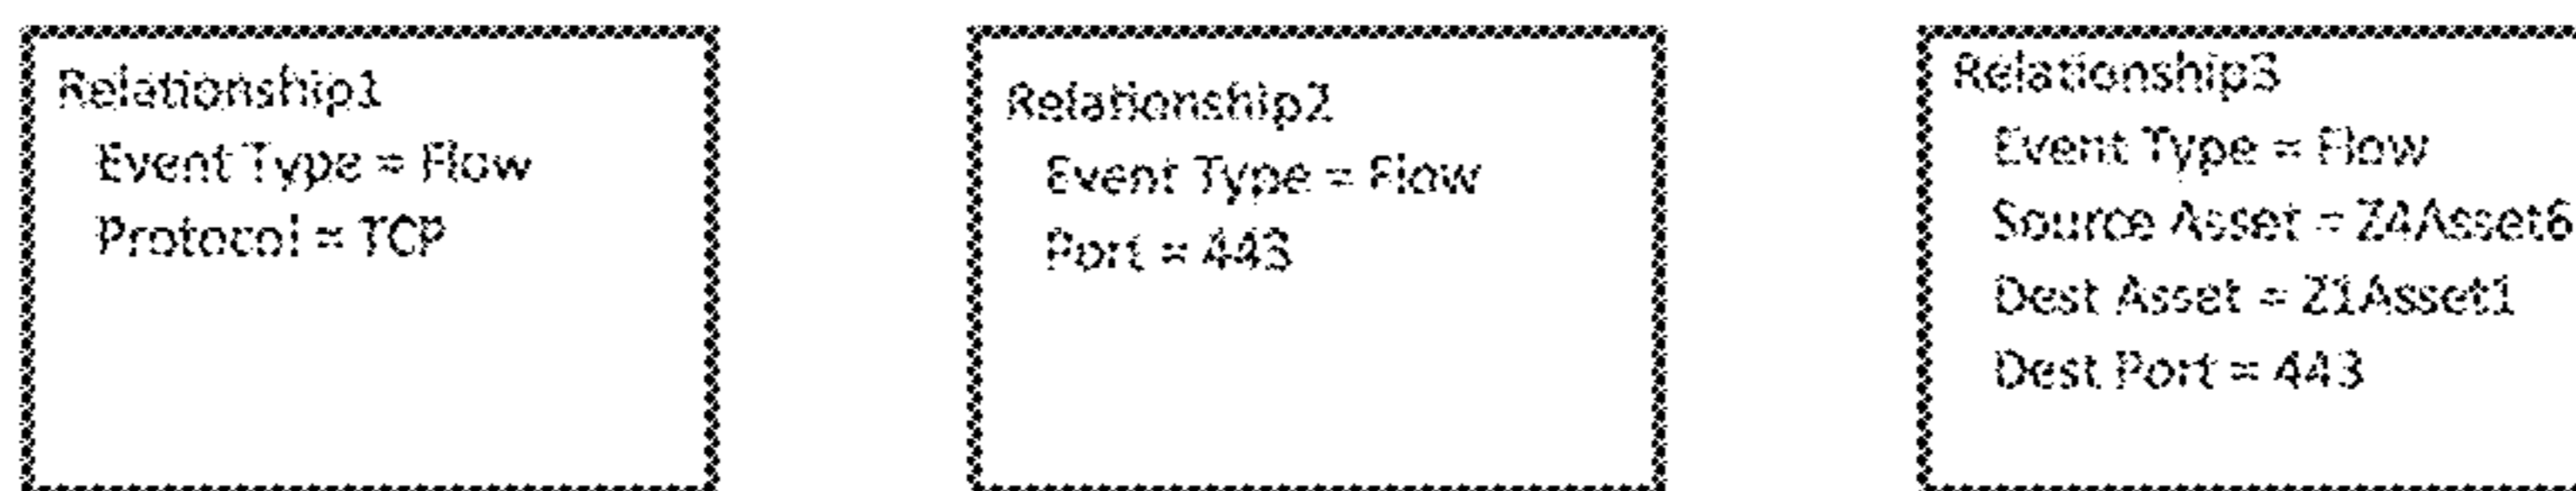 Relationship1
Event Type = Flow
Protocol = TCP
Relationship2
Event Type = Flow
Port = 443
Relationship3
Event Type = Flow
Source Asset = Z4Asset6
Dest Asset = Z1Asset1
Dest Port = 443